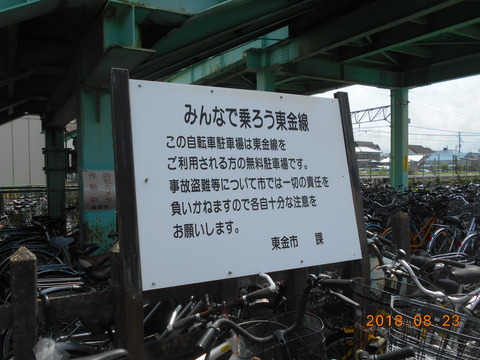 みんなで乗ろう東金線
この自転車駐車場は東金線を
ご利用される方の無料駐車場です。
事故盗難等について市では一切の責任を
負いかねますので各自十分な注意を
お願いします。
東金市 課
作動中
2018.08.23